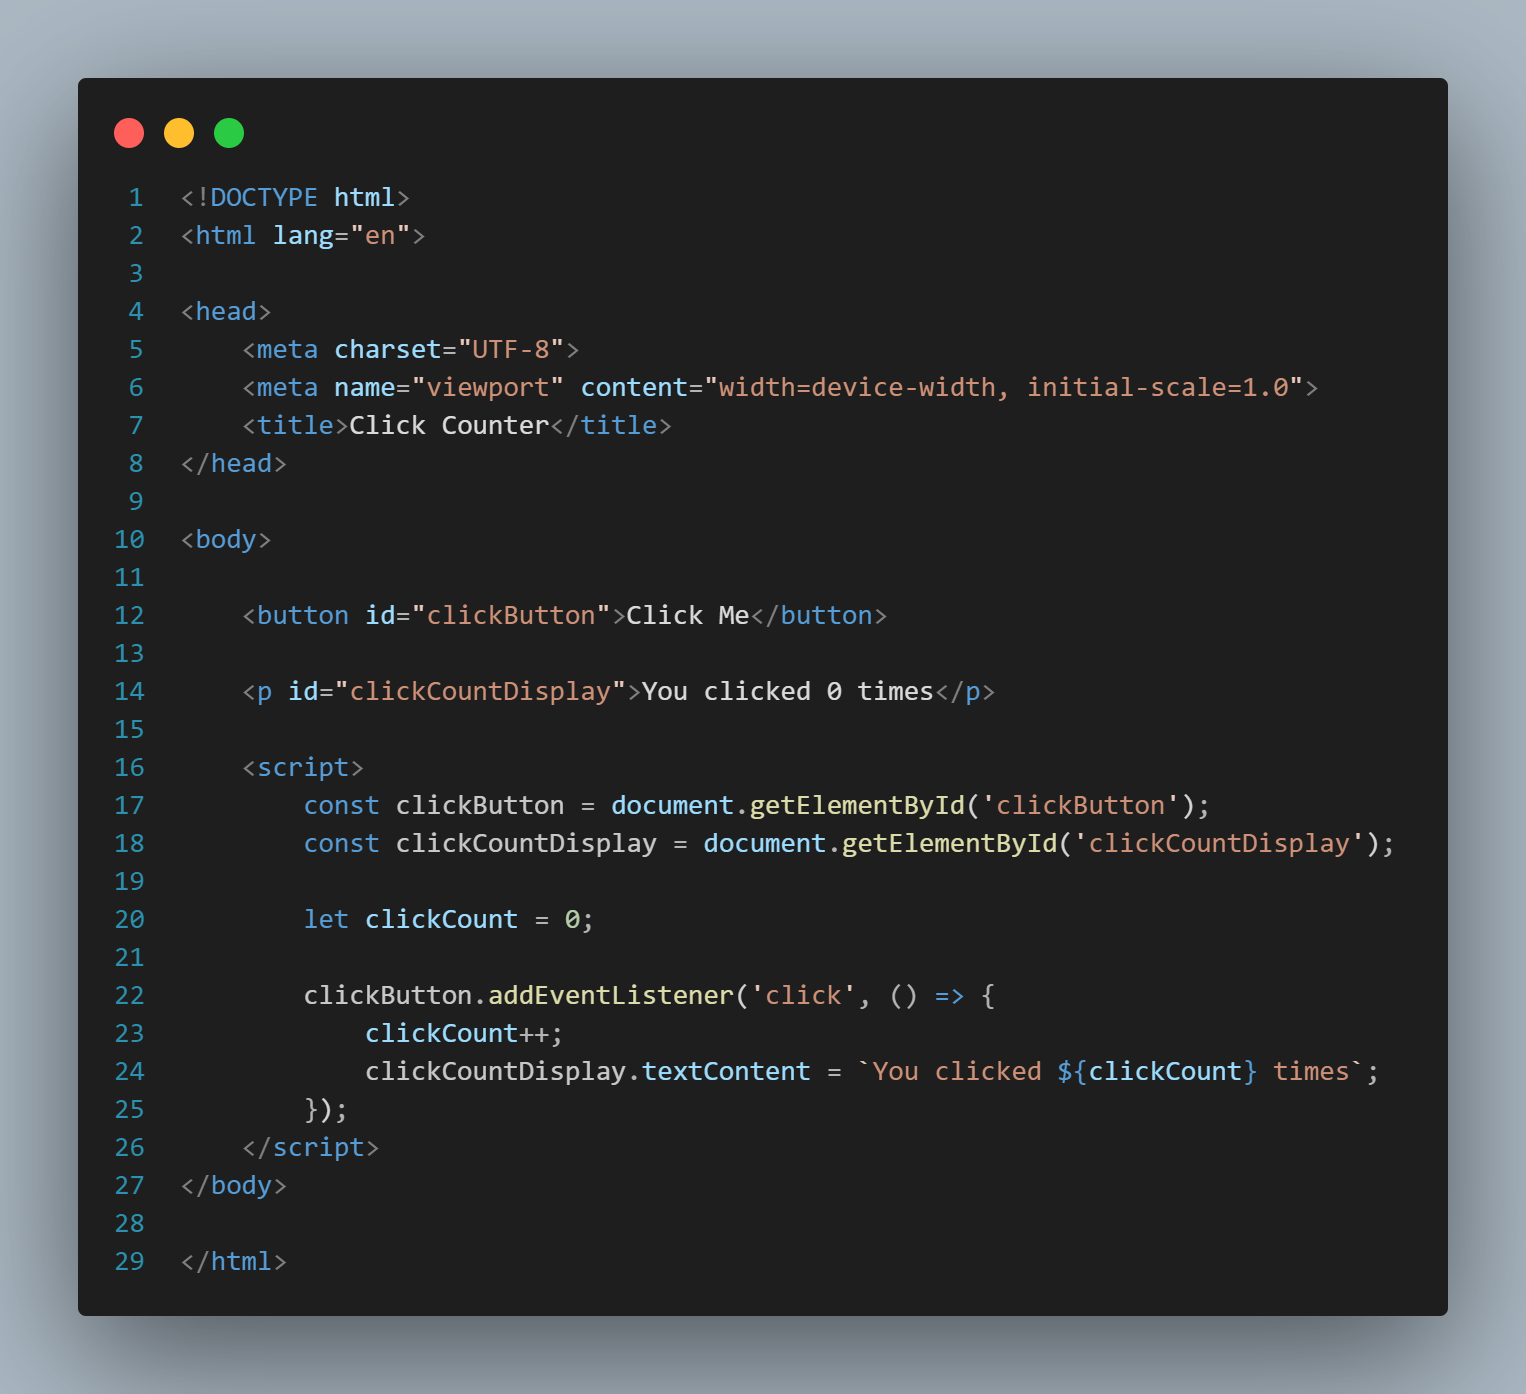 1 <!DOCTYPE html>
2 <html lang="en">
3
4 <head>
5     <meta charset="UTF-8">
6     <meta name="viewport" content="width=device-width, initial-scale=1.0">
7     <title>Click Counter</title>
8 </head>
9
10 <body>
11
12     <button id="clickButton">Click Me</button>
13
14     <p id="clickCountDisplay">You clicked 0 times</p>
15
16     <script>
17         const clickButton = document.getElementById('clickButton');
18         const clickCountDisplay = document.getElementById('clickCountDisplay');
19
20         let clickCount = 0;
21
22         clickButton.addEventListener('click', () => {
23             clickCount++;
24             clickCountDisplay.textContent = `You clicked ${clickCount} times`;
25         });
26     </script>
27 </body>
28
29 </html>